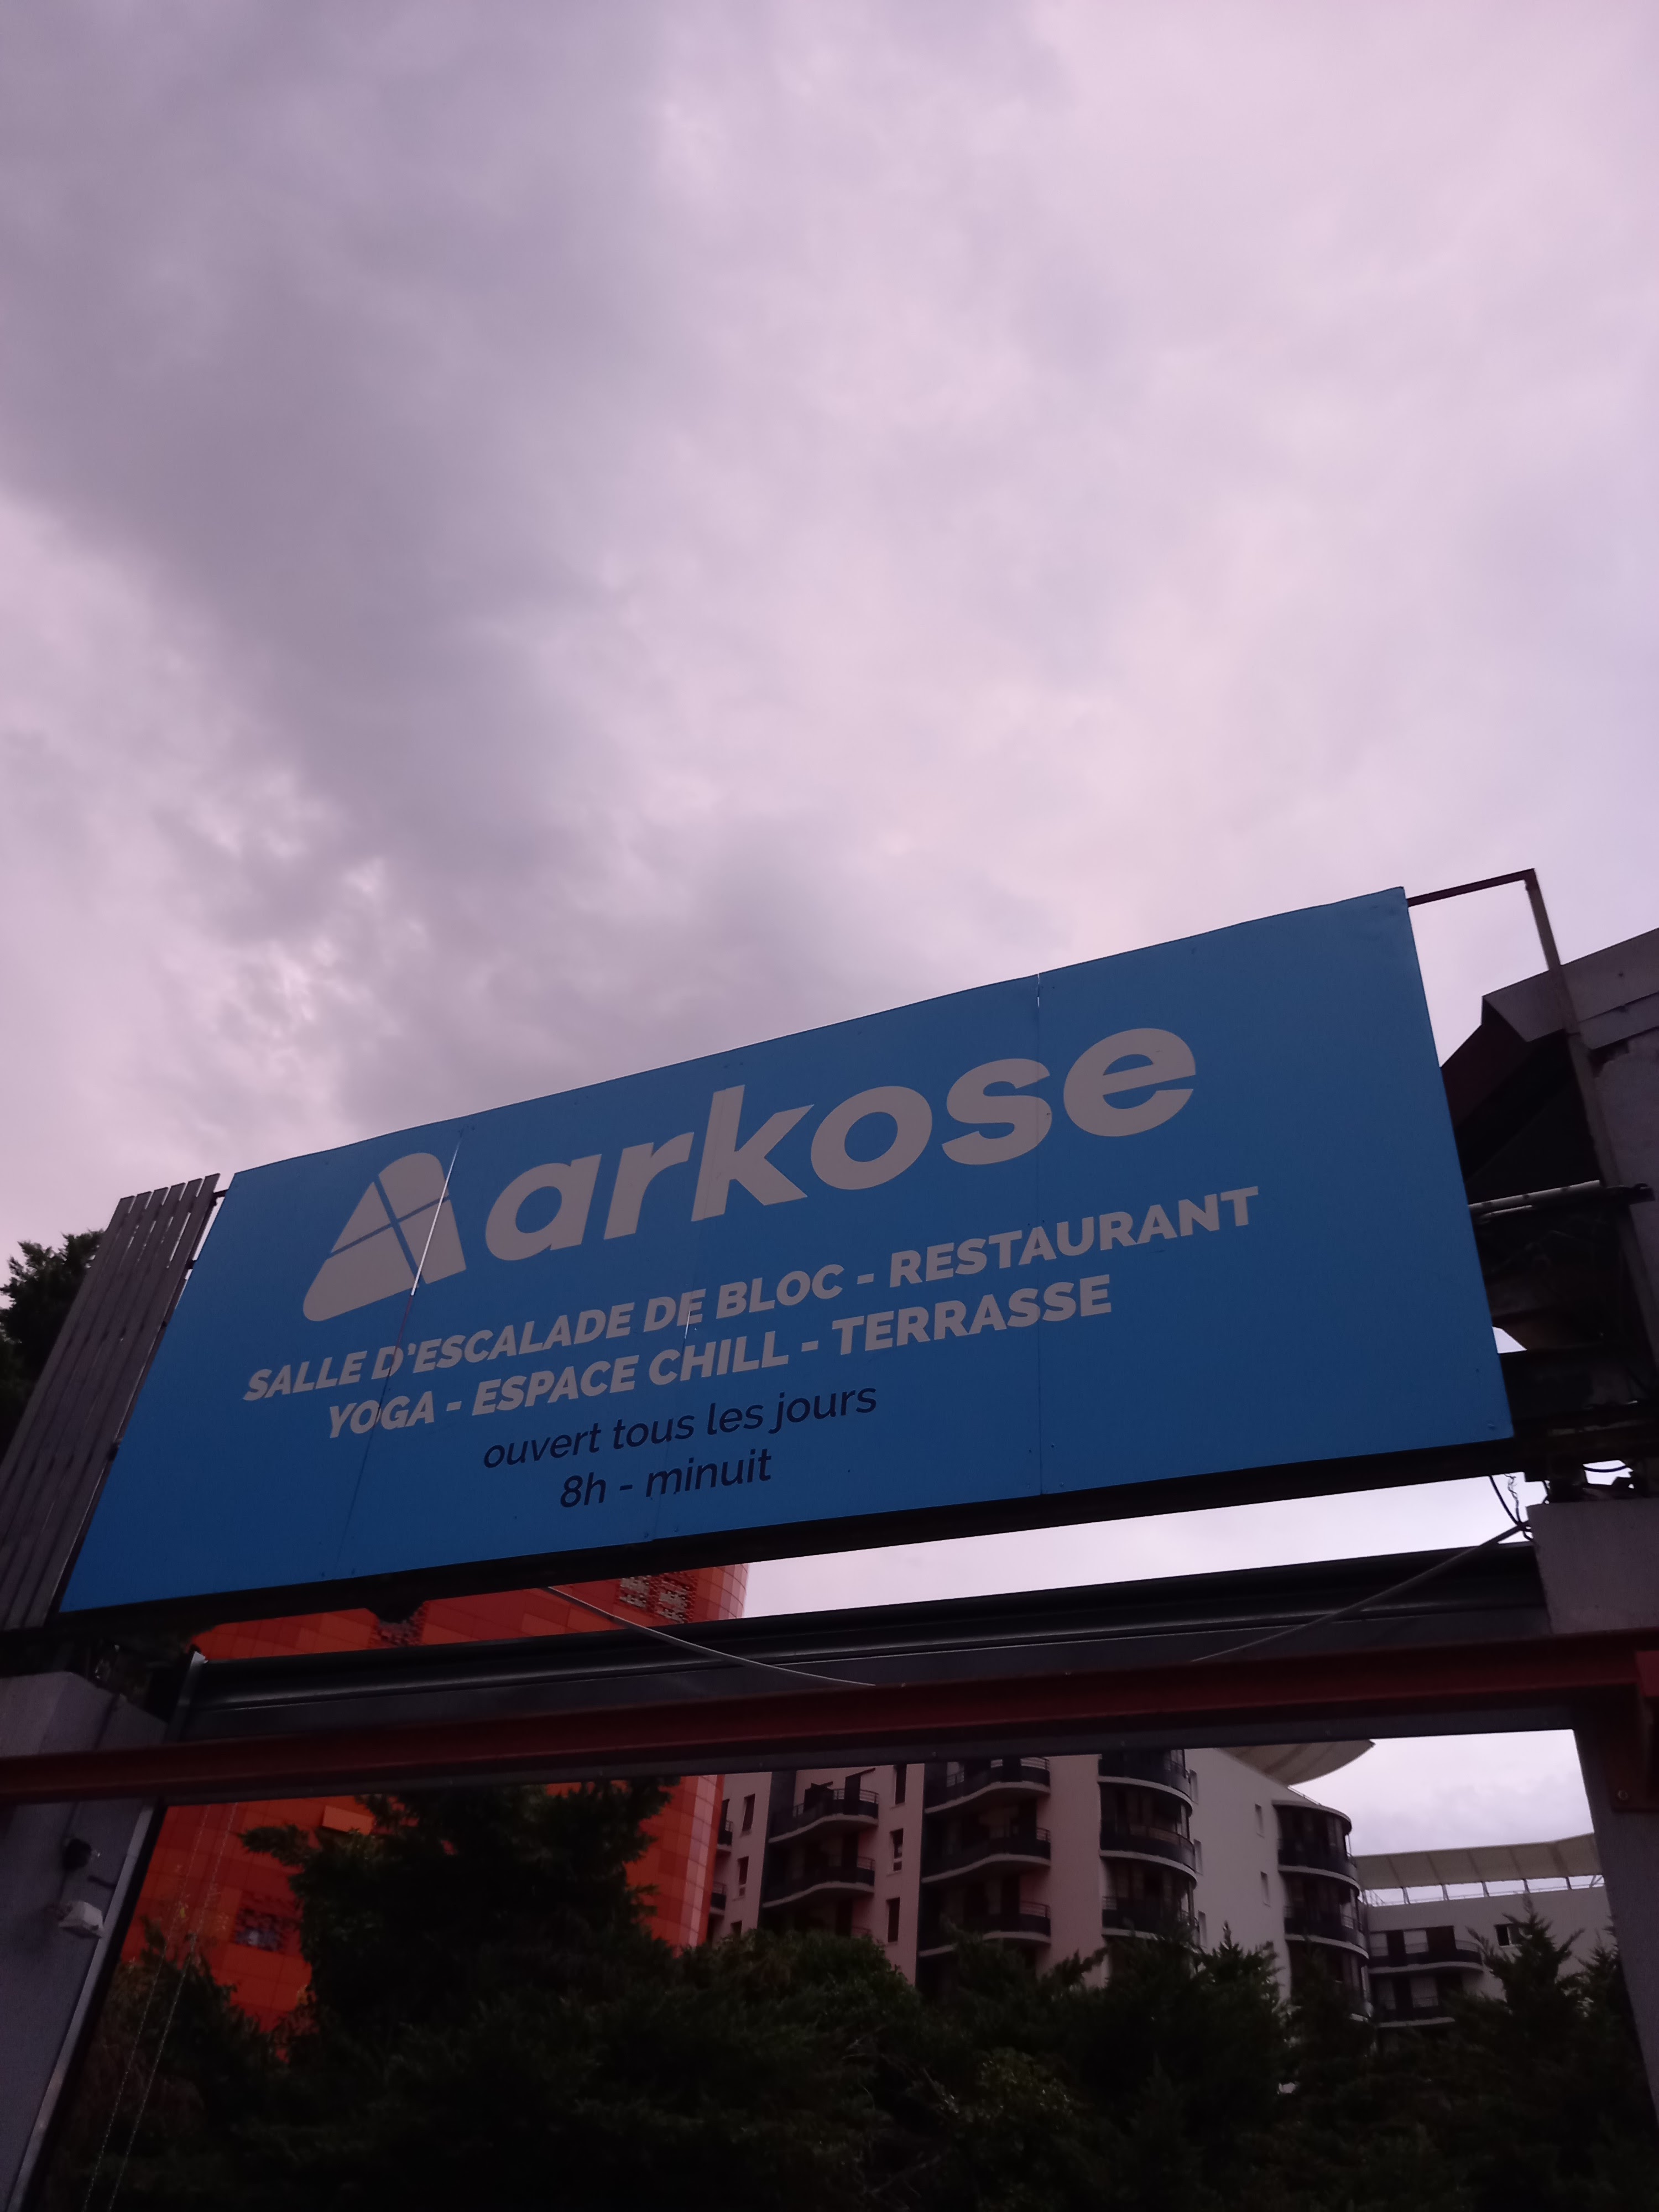 arkose
SALLE D'ESCALADE DE BLOC - RESTAURANT
YOGA - ESPACE CHILL - TERRASSE
ouvert tous les jours
8h - minuit